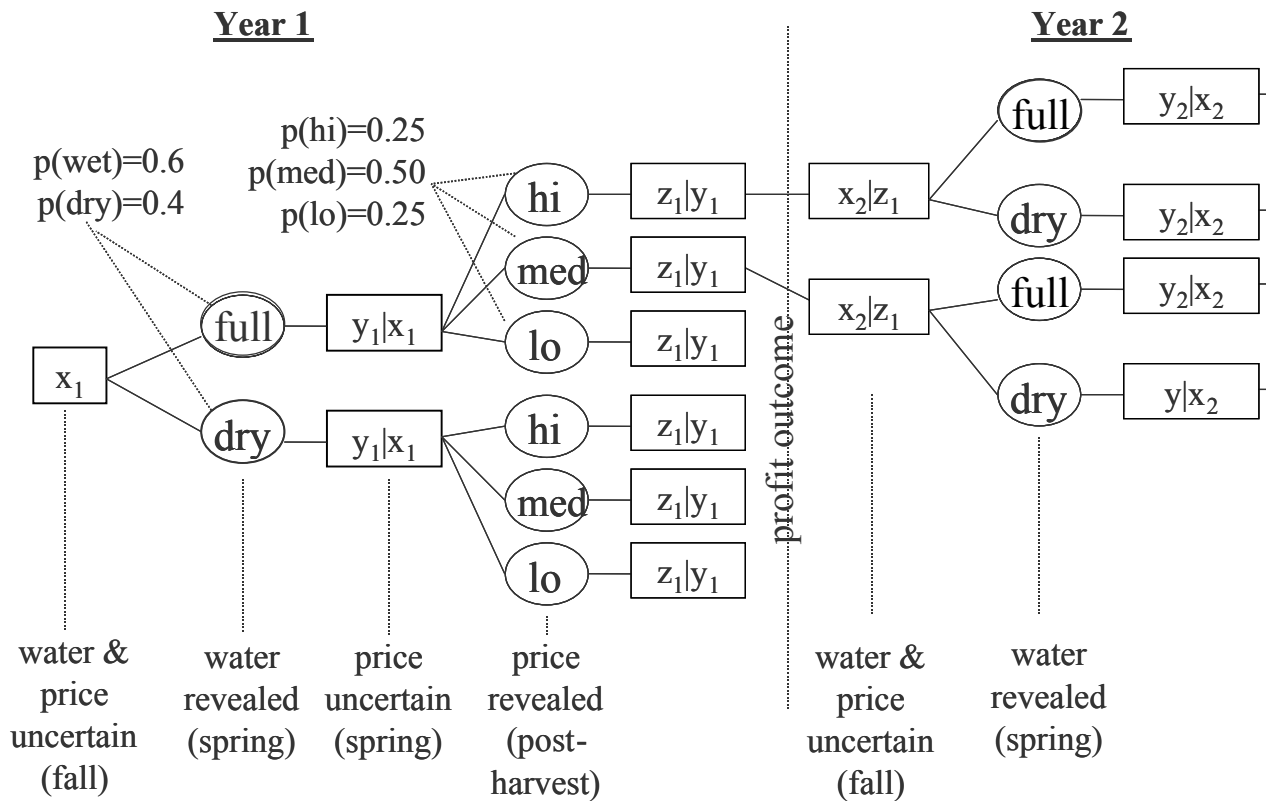 Year 1
Year 2
p(wet)=0.6
p(dry)=0.4
p(hi)=0.25
p(med)=0.50
p(lo)=0.25
x₁
full
dry
y₁|x₁
y₁|x₁
hi
med
lo
hi
med
lo
z₁|y₁
z₁|y₁
z₁|y₁
z₁|y₁
z₁|y₁
z₁|y₁
profit outcome
x₂|z₁
x₂|z₁
full
dry
full
dry
y₂|x₂
y₂|x₂
y₂|x₂
y|x₂
water &
price
uncertain
(fall)
water
revealed
(spring)
price
uncertain
(spring)
price
revealed
(post-
harvest)
water &
price
uncertain
(fall)
water
revealed
(spring)